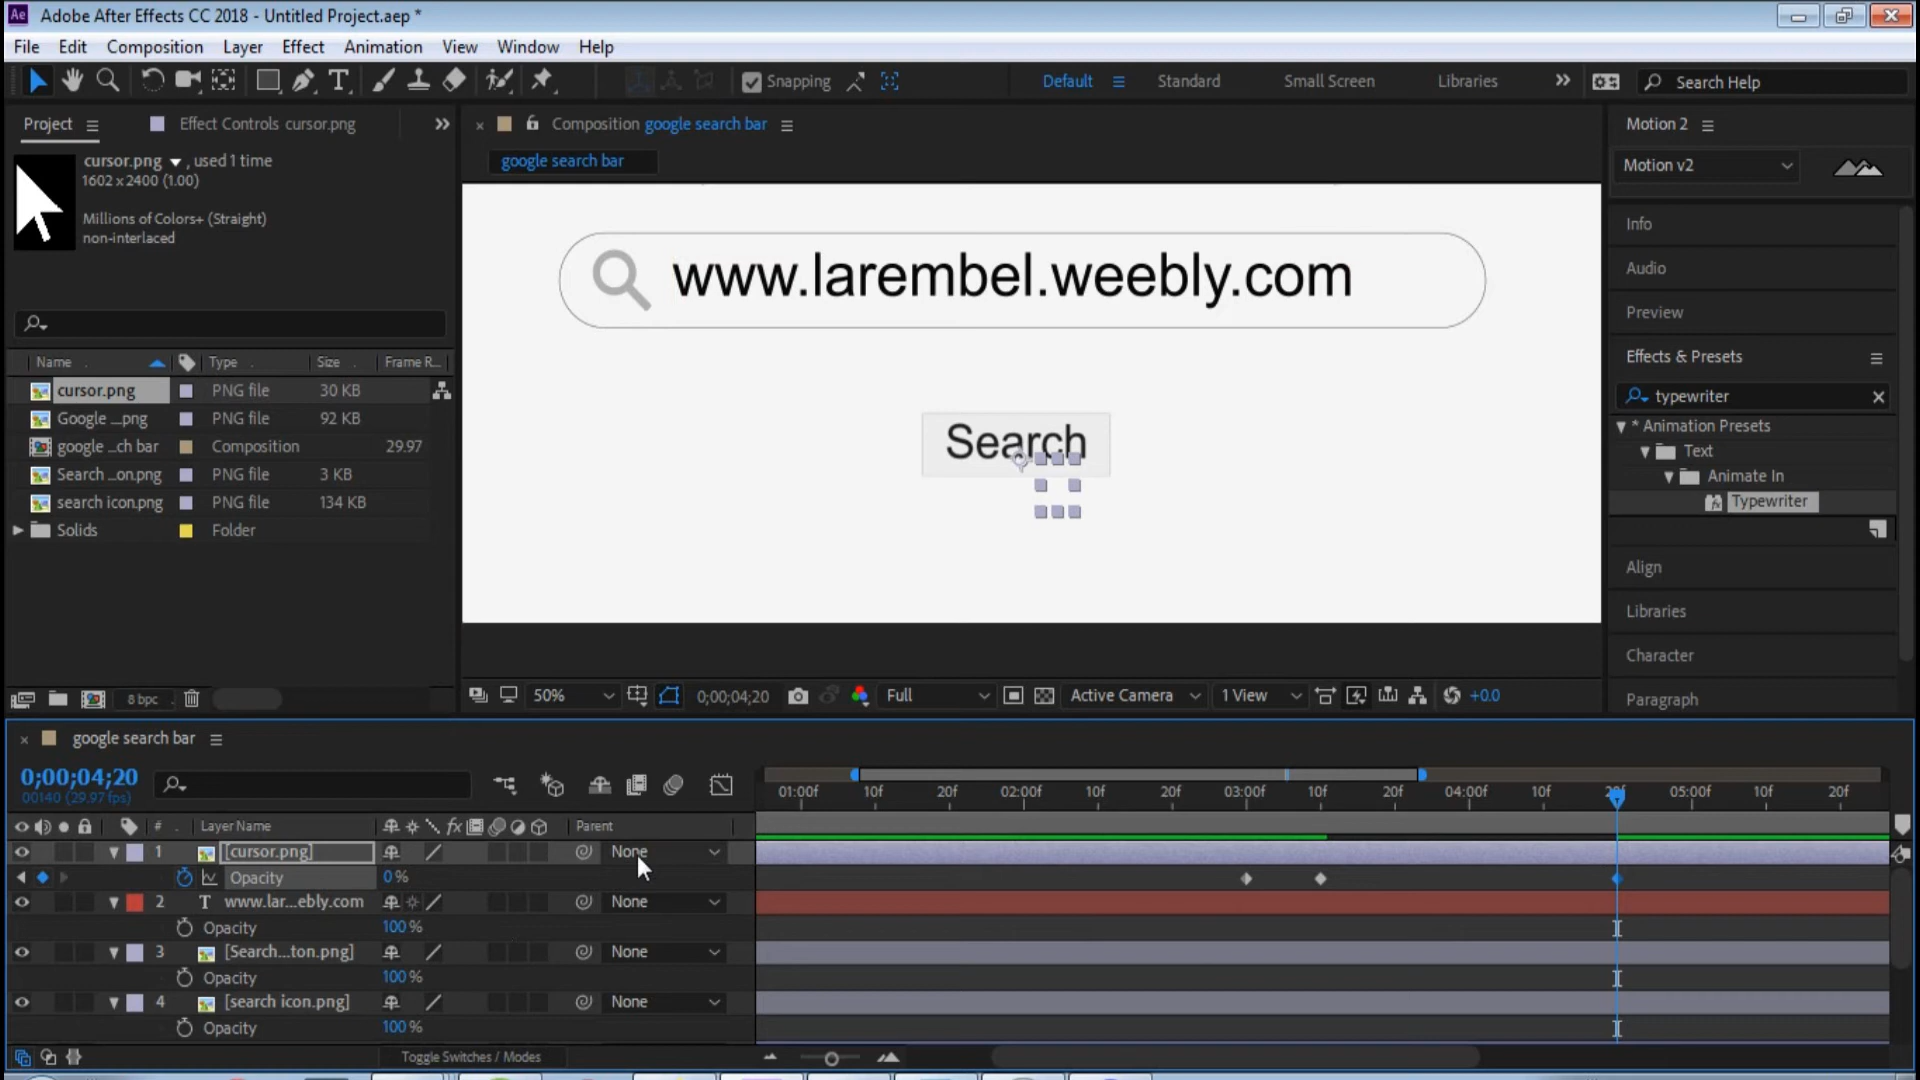 Ae Adobe After Effects CC 2018 - Untitled Project.aep *
File Edit Composition Layer Effect Animation View Window Help
Snapping Default Standard Small Screen Libraries Search Help
Project Effect Controls cursor.png
Composition google search bar
Motion 2
cursor.png , used 1 time
1602 x 2400 (1.00)
Millions of Colors+ (Straight)
non-interlaced
google search bar
Motion v2
Info
Audio
Preview
Effects & Presets
typewriter
* Animation Presets
Text
Animate In
Typewriter
Align
Libraries
Character
Paragraph
www.larembel.weebly.com
Search
Name Type Size Frame R...
cursor.png PNG file 30 KB
Google ...png PNG file 92 KB
google ...ch bar Composition 29.97
Search ...on.png PNG file 3 KB
search icon.png PNG file 134 KB
Solids Folder
8 bpc
50% 0;00;04;20 Full Active Camera 1 View +0.0
google search bar
0;00;04;20
00140 (29.97 fps)
01:00f 10f 20f 02:00f 10f 20f 03:00f 10f 20f 04:00f 10f 20f 05:00f 10f 20f
# Layer Name fx Parent
1 [cursor.png] None
Opacity 0 %
2 T www.lar...ebly.com None
Opacity 100 %
3 [Search...ton.png] None
Opacity 100 %
4 [search icon.png] None
Opacity 100 %
Toggle Switches / Modes